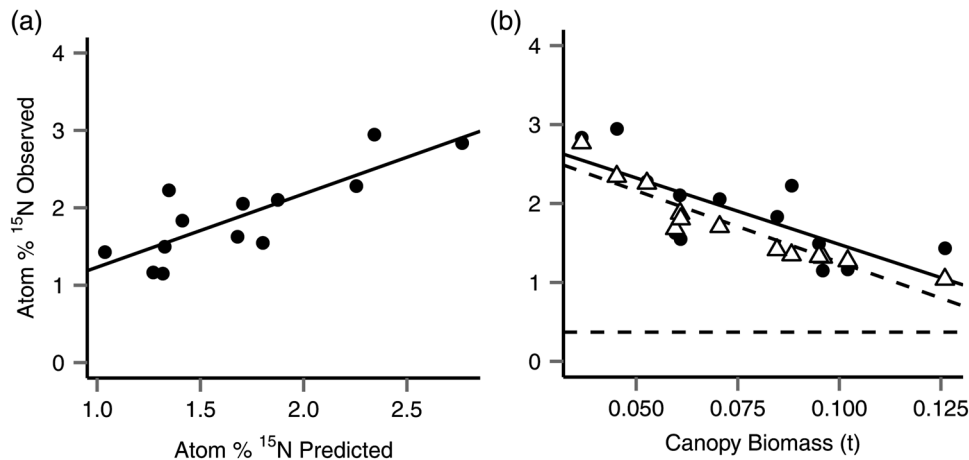 (a)
4
3
2
1
0
Atom % ¹⁵N Observed
1.0 1.5 2.0 2.5
Atom % ¹⁵N Predicted
(b)
4
3
2
1
0
0.050 0.075 0.100 0.125
Canopy Biomass (t)